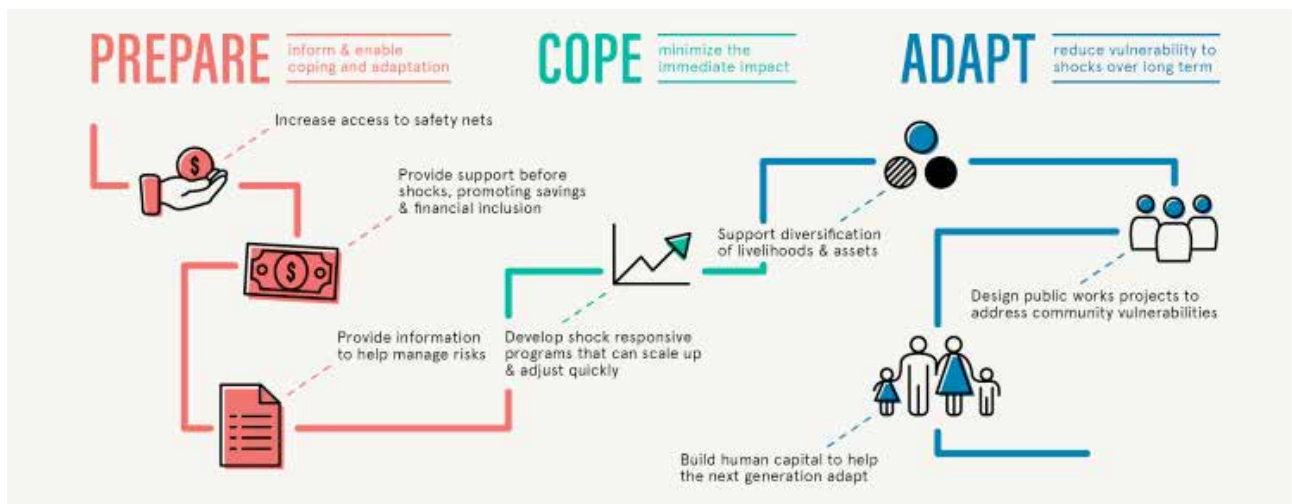 PREPARE
inform & enable
coping and adaptation
COPE
minimize the
immediate impact
ADAPT
reduce vulnerability to
shocks over long term
Increase access to safety nets
$
Provide support before
shocks, promoting savings
& financial inclusion
$
Provide information
to help manage risks
Develop shock responsive
programs that can scale up
& adjust quickly
Support diversification
of livelihoods & assets
Design public works projects to
address community vulnerabilities
Build human capital to help
the next generation adapt